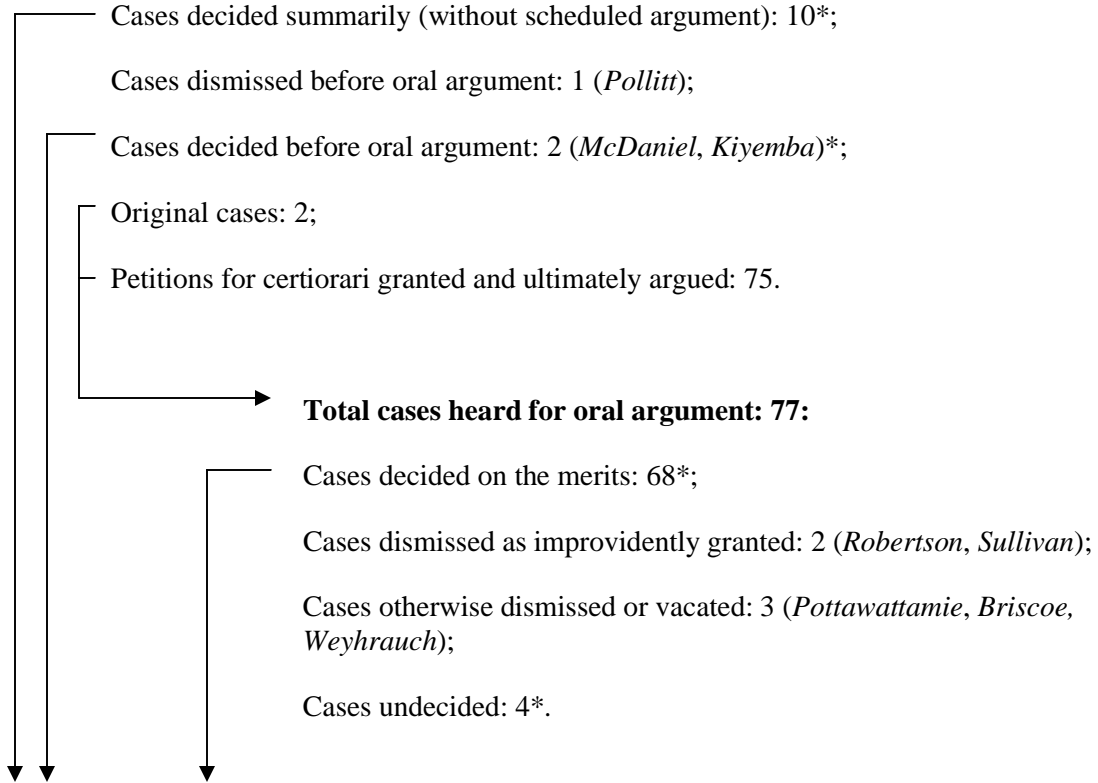 Cases decided summarily (without scheduled argument): 10*;
Cases dismissed before oral argument: 1 (Pollitt);
Cases decided before oral argument: 2 (McDaniel, Kiyemba)*;
Original cases: 2;
Petitions for certiorari granted and ultimately argued: 75.
Total cases heard for oral argument: 77:
Cases decided on the merits: 68*;
Cases dismissed as improvidently granted: 2 (Robertson, Sullivan);
Cases otherwise dismissed or vacated: 3 (Pottawattamie, Briscoe,
Weyhrauch);
Cases undecided: 4*.